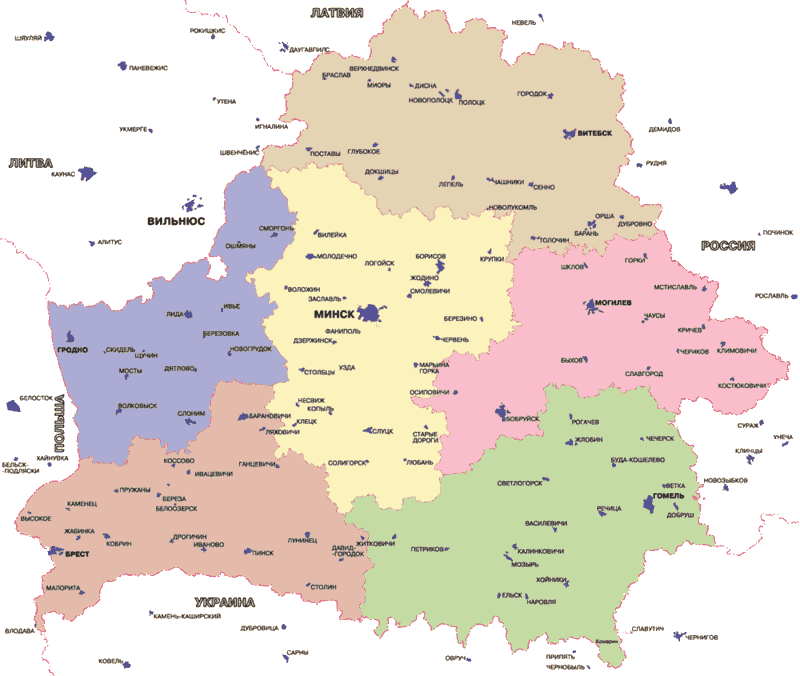 ЛАТВИЯ
НЕВЕЛЬ
РОКИШКИС
ШЯУЛЯЙ
ДАУГАВПИЛС
ПАНЕВЕЖИС
ВЕРХНЕДВИНСК
БРАСЛАВ
МИОРЫ
ДИСНА
НОВОПОЛОЦК
ПОЛОЦК
ГОРОДОК
УТЕНА
УКМЕРГЕ
ИГНАЛИНА
ВИТЕБСК
ДЕМИДОВ
ШВЕНЧЁНИС
ПОСТАВЫ
ГЛУБОКОЕ
ЛИТВА
РУДНЯ
КАУНАС
ДОКШИЦЫ
ЛЕПЕЛЬ
ЧАШНИКИ
СЕННО
НОВОЛУКОМЛЬ
ВИЛЬНЮС
ОРША
ДУБРОВНО
БАРАНЬ
ПОЧИНОК
СМОРГОНЬ
ВИЛЕЙКА
ТОЛОЧИН
АЛИТУС
ОШМЯНЫ
РОССИЯ
МОЛОДЕЧНО
ЛОГОЙСК
БОРИСОВ
КРУПКИ
ШКЛОВ
ГОРКИ
ЖОДИНО
ВОЛОЖИН
СМОЛЕВИЧИ
МСТИСЛАВЛЬ
РОСЛАВЛЬ
ЗАСЛАВЛЬ
МОГИЛЕВ
ИВЬЕ
ЛИДА
МИНСК
БЕРЕЗИНО
ЧАУСЫ
КРИЧЕВ
ФАНИПОЛЬ
БЕРЕЗОВКА
ДЗЕРЖИНСК
ЧЕРВЕНЬ
ГРОДНО
СКИДЕЛЬ
ЩУЧИН
НОВОГРУДОК
ЧЕРИКОВ
КЛИМОВИЧИ
БЫХОВ
МОСТЫ
ДЯТЛОВО
СТОЛБЦЫ
УЗДА
МАРЬИНА
ГОРКА
СЛАВГОРОД
КОСТЮКОВИЧИ
ОСИПОВИЧИ
БЕЛОСТОК
ПОЛЬША
НЕСВИЖ
ВОЛКОВЫСК
СЛОНИМ
БАРАНОВИЧИ
КОПЫЛЬ
КЛЕЦК
БОБРУЙСК
РОГАЧЕВ
СУРАЖ
ЛЯХОВИЧИ
СЛУЦК
СТАРЫЕ
ДОРОГИ
ЖЛОБИН
ЧЕЧЕРСК
УНЕЧА
КЛИНЦЫ
ХАЙНУВКА
БЕЛЬСК-
-ПОДЛЯСКИ
КОССОВО
ГАНЦЕВИЧИ
СОЛИГОРСК
ЛЮБАНЬ
БУДА-КОШЕЛЕВО
ИВАЦЕВИЧИ
СВЕТЛОГОРСК
ВЕТКА
НОВОЗЫБКОВ
ПРУЖАНЫ
БЕРЕЗА
ГОМЕЛЬ
КАМЕНЕЦ
БЕЛООЗЕРСК
РЕЧИЦА
ДОБРУШ
ВЫСОКОЕ
ВАСИЛЕВИЧИ
ЖАБИНКА
КОБРИН
ДРОГИЧИН
ИВАНОВО
ЛУНИНЕЦ
ЖИТКОВИЧИ
БРЕСТ
ПИНСК
ДАВИД-
-ГОРОДОК
ПЕТРИКОВ
КАЛИНКОВИЧИ
МОЗЫРЬ
ХОЙНИКИ
МАЛОРИТА
СТОЛИН
ЕЛЬСК
НАРОВЛЯ
УКРАИНА
КАМЕНЬ-КАШИРСКИЙ
ВЛОДАВА
ДУБРОВИЦА
СЛАВУТИЧ
ЧЕРНИГОВ
КОВЕЛЬ
САРНЫ
ОВРУЧ
ПРИПЯТЬ
ЧЕРНОБЫЛЬ